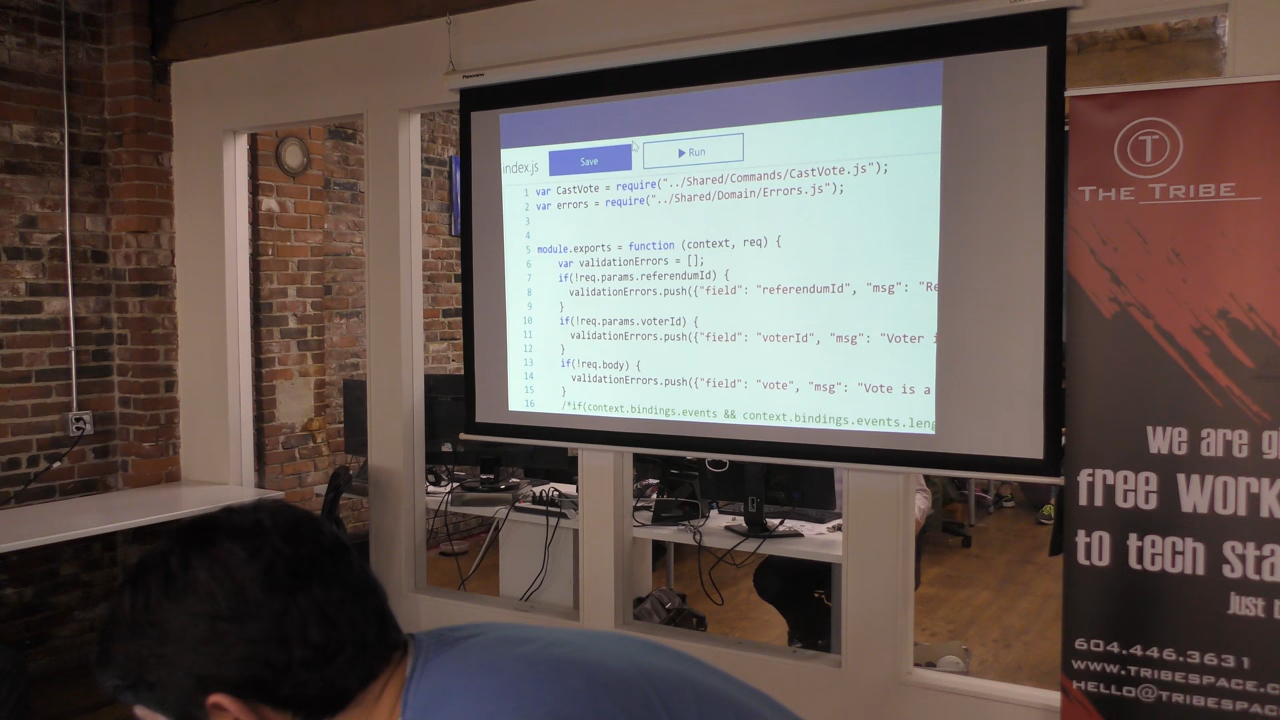 index.js
Save
Run
1 var CastVote = require("../Shared/Commands/CastVote.js");
2 var errors = require("../Shared/Domain/Errors.js");
3
4
5 module.exports = function (context, req) {
6 var validationErrors = [];
7 if(!req.params.referendumId) {
8 validationErrors.push({"field": "referendumId", "msg": "Re
9 }
10 if(!req.params.voterId) {
11 validationErrors.push({"field": "voterId", "msg": "Voter i
12 }
13 if(!req.body) {
14 validationErrors.push({"field": "vote", "msg": "Vote is a
15 }
16 /*if(context.bindings.events && context.bindings.events.leng
T
THE TRIBE
we are gi
free work
to tech sta
Just
604.446.3631
WWW.TRIBESPACE.C
HELLO@TRIBESPAC